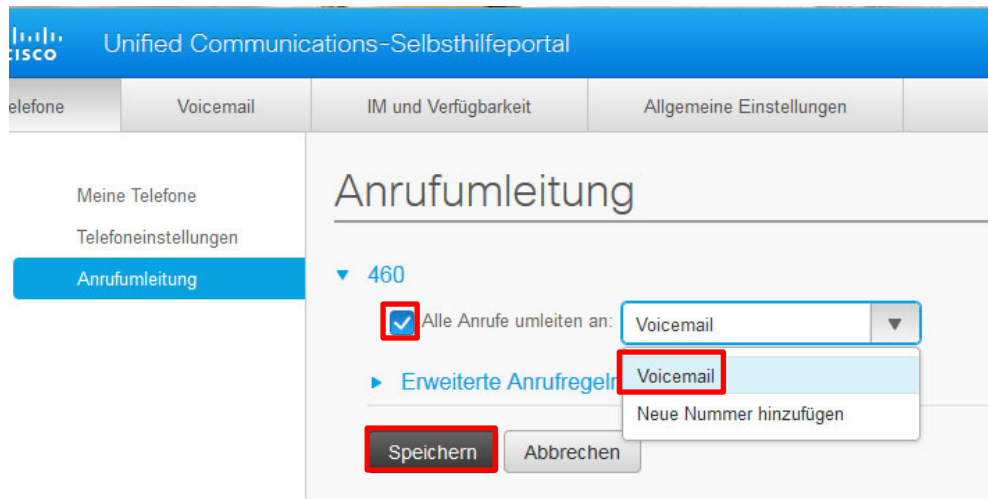 Unified Communications-Selbsthilfeportal
CISCO
elefone Voicemail IM und Verfügbarkeit Allgemeine Einstellungen
Meine Telefone
Telefoneinstellungen
Anrufumleitung
Anrufumleitung
460
Alle Anrufe umleiten an: Voicemail
Voicemail
Neue Nummer hinzufügen
Erweiterte Anrufregeln
Speichern Abbrechen